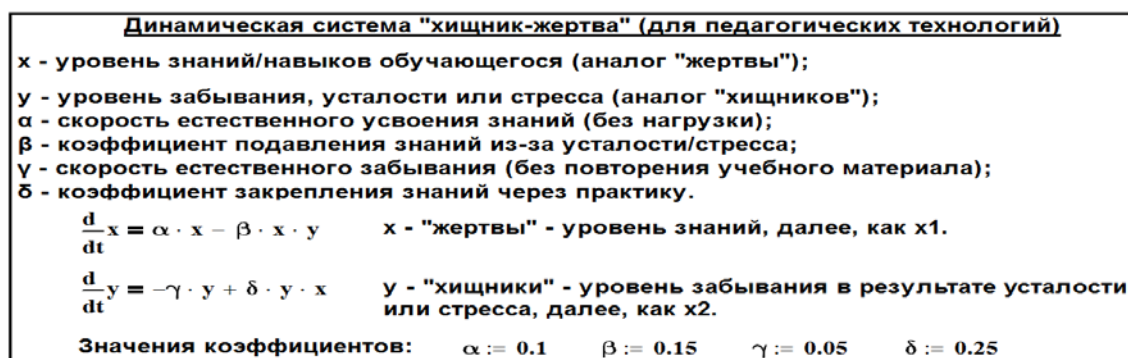 Динамическая система "хищник-жертва" (для педагогических технологий)
x - уровень знаний/навыков обучающегося (аналог "жертвы");
y - уровень забывания, усталости или стресса (аналог "хищников");
α - скорость естественного усвоения знаний (без нагрузки);
β - коэффициент подавления знаний из-за усталости/стресса;
γ - скорость естественного забывания (без повторения учебного материала);
δ - коэффициент закрепления знаний через практику.
d/dt x = α · x − β · x · y x - "жертвы" - уровень знаний, далее, как x1.
d/dt y = −γ · y + δ · y · x y - "хищники" - уровень забывания в результате усталости
или стресса, далее, как x2.
Значения коэффициентов: α := 0.1 β := 0.15 γ := 0.05 δ := 0.25